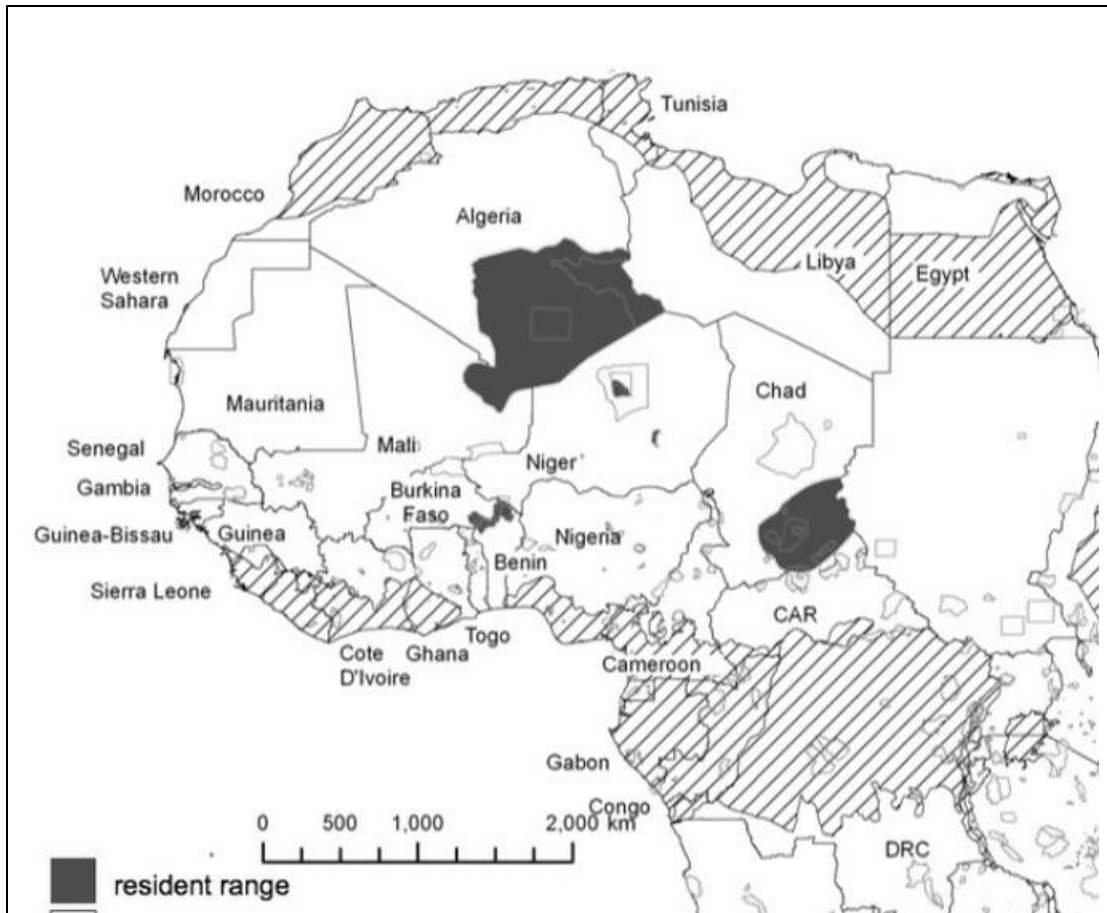 Tunisia
Morocco
Algeria
Western
Sahara
Libya
Egypt
Mauritania
Chad
Senegal
Mali
Niger
Gambia
Burkina
Faso
Guinea-Bissau
Guinea
Nigeria
Benin
Sierra Leone
CAR
Togo
Cote
D'Ivoire
Ghana
Cameroon
Gabon
Congo
0 500 1,000 2,000 km
DRC
resident range